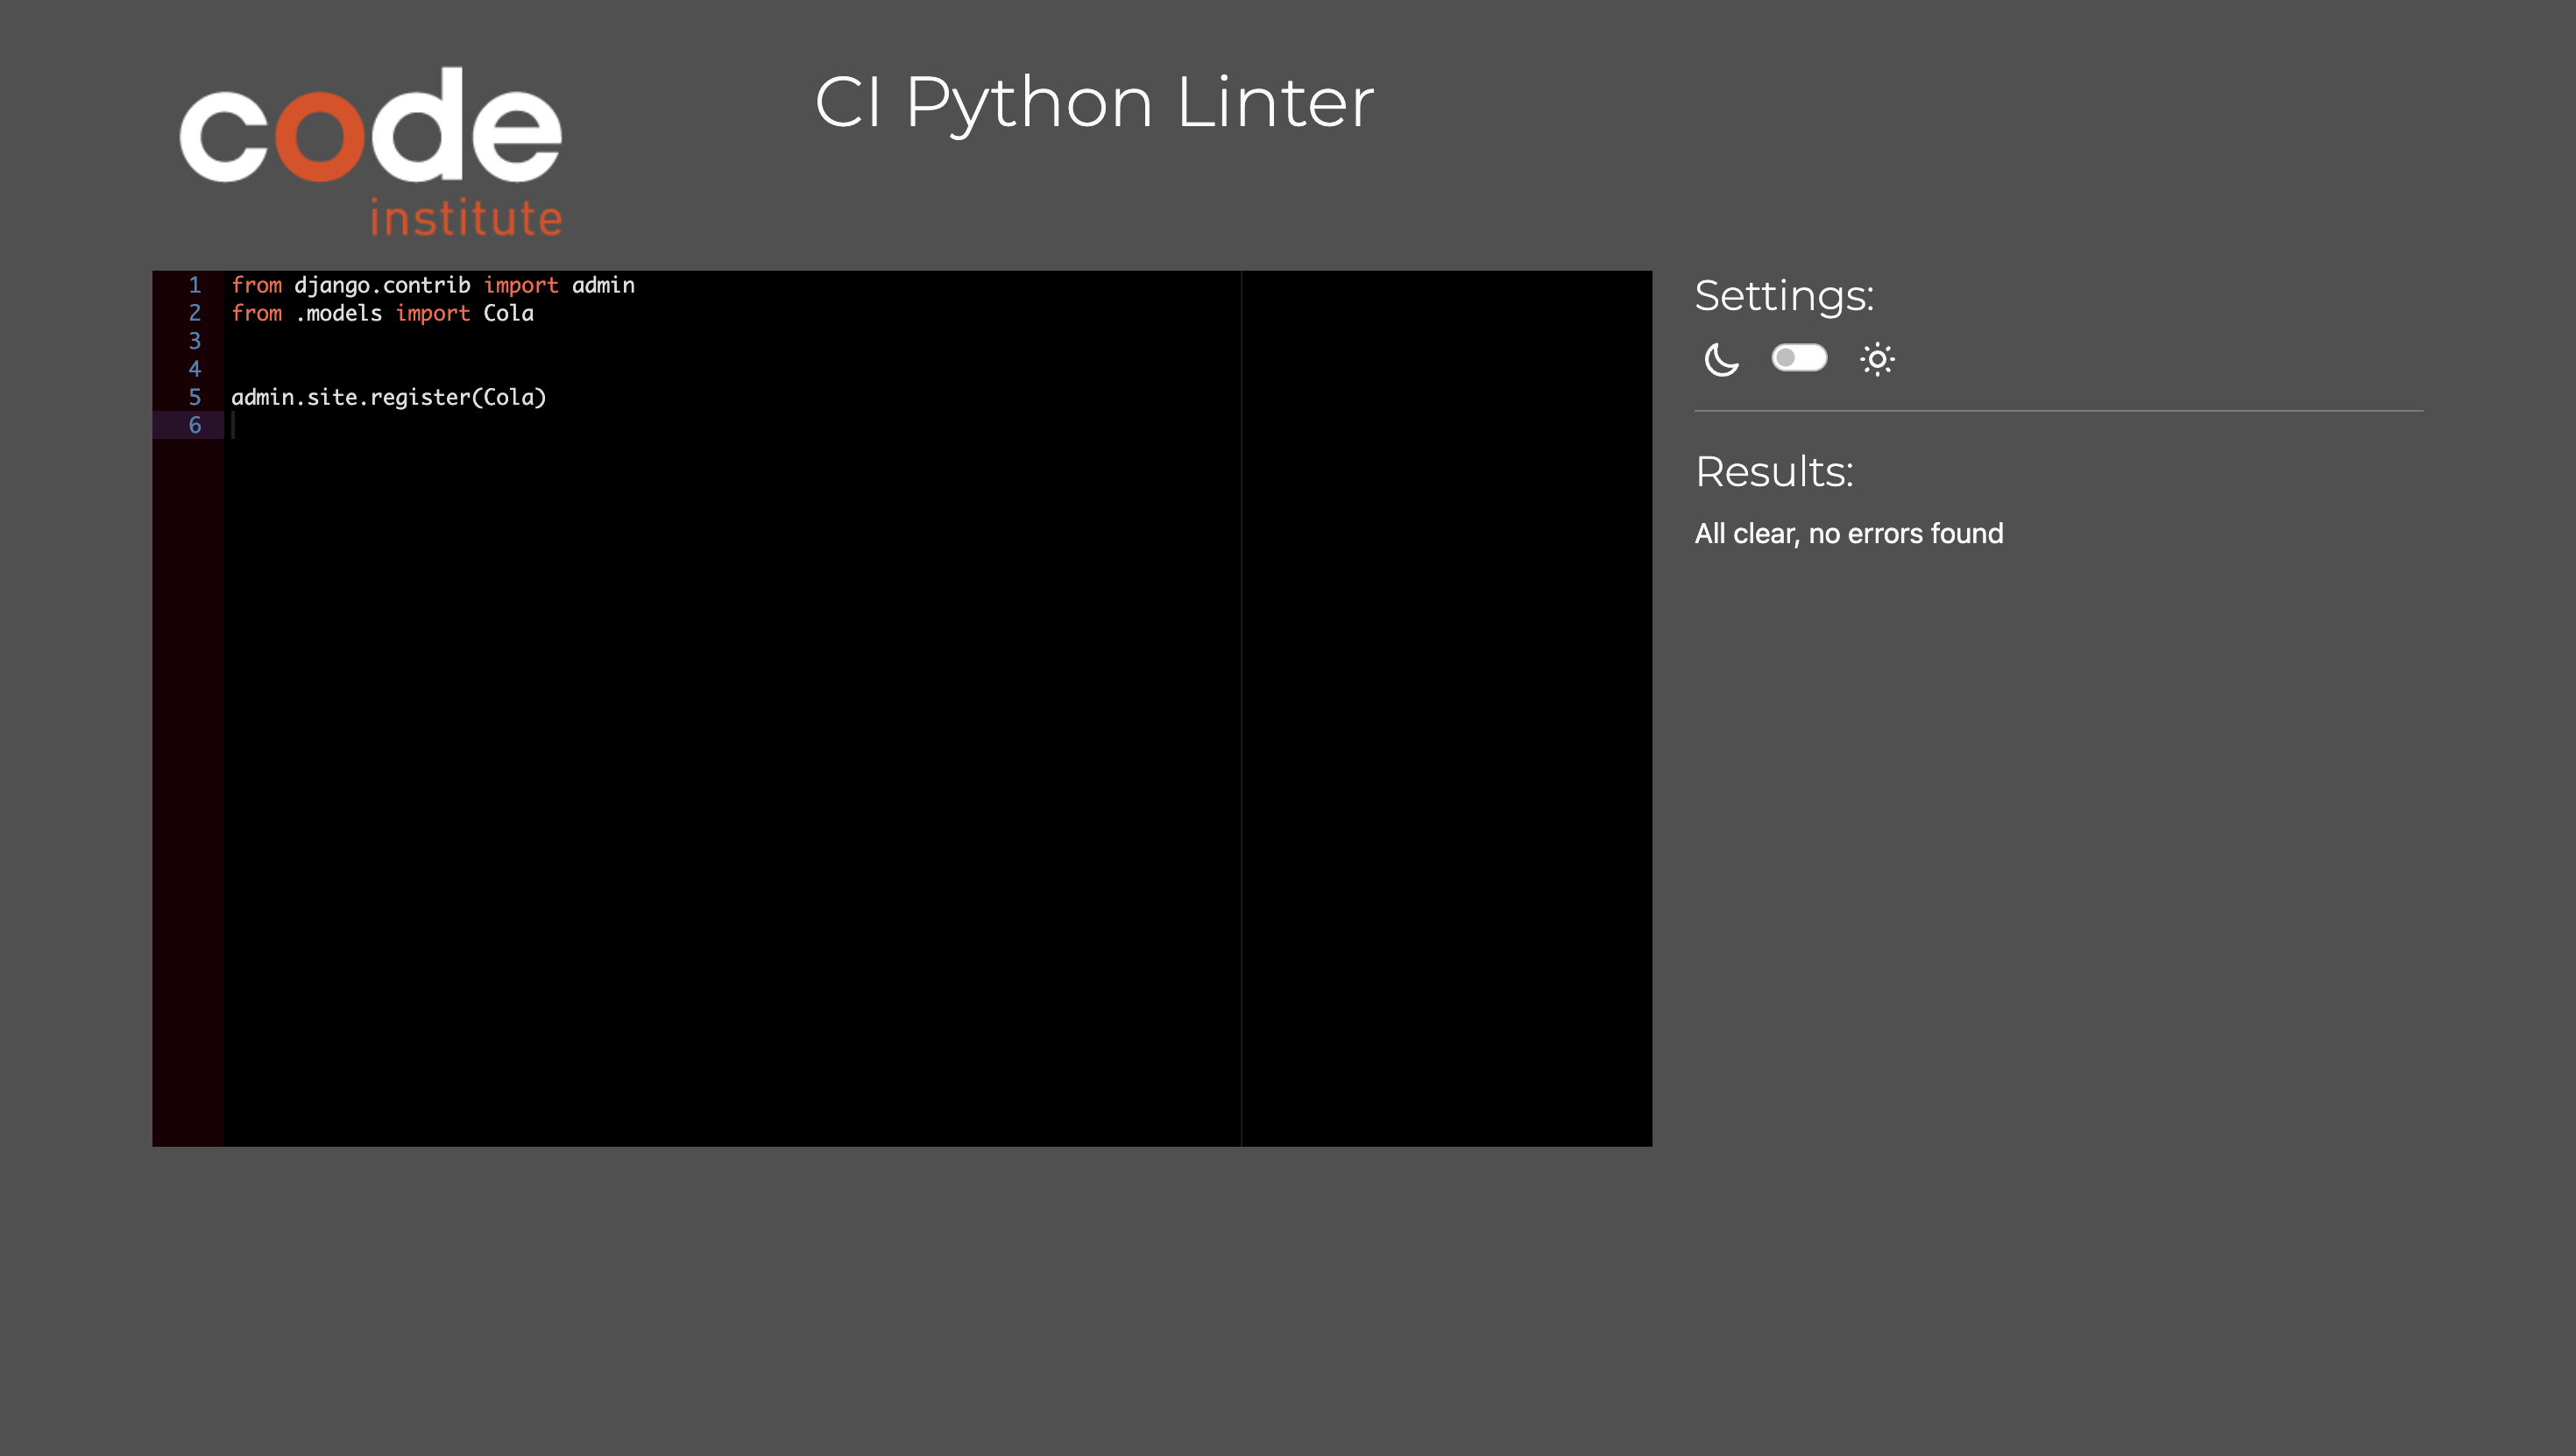 code
institute
CI Python Linter
1 from django.contrib import admin
2 from .models import Cola
3
4
5 admin.site.register(Cola)
6
Settings:
Results:
All clear, no errors found